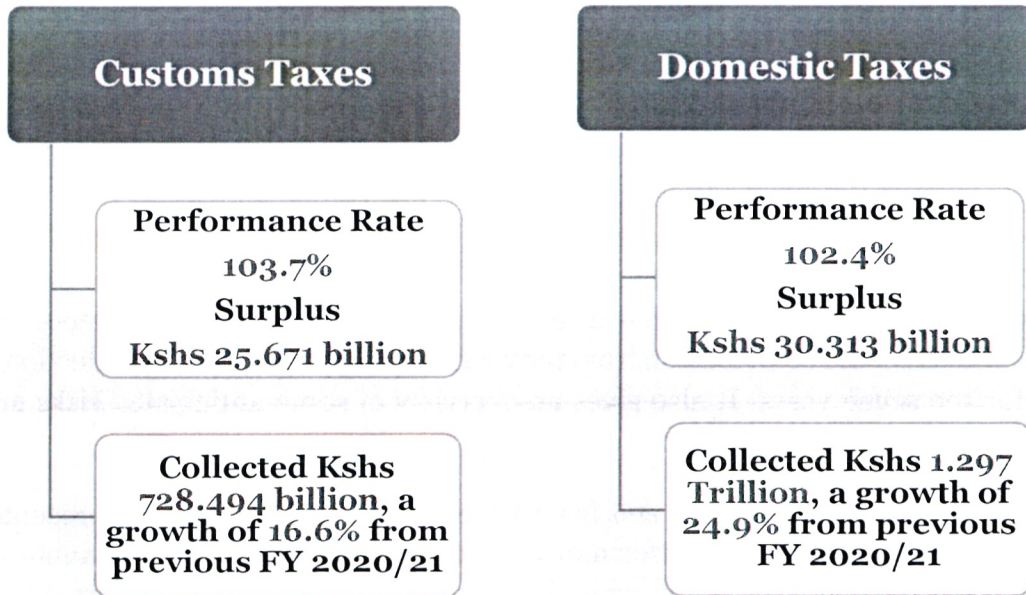 Customs Taxes
Performance Rate
103.7%
Surplus
Kshs 25.671 billion
Collected Kshs
728.494 billion, a
growth of 16.6% from
previous FY 2020/21
Domestic Taxes
Performance Rate
102.4%
Surplus
Kshs 30.313 billion
Collected Kshs 1.297
Trillion, a growth of
24.9% from previous
FY 2020/21